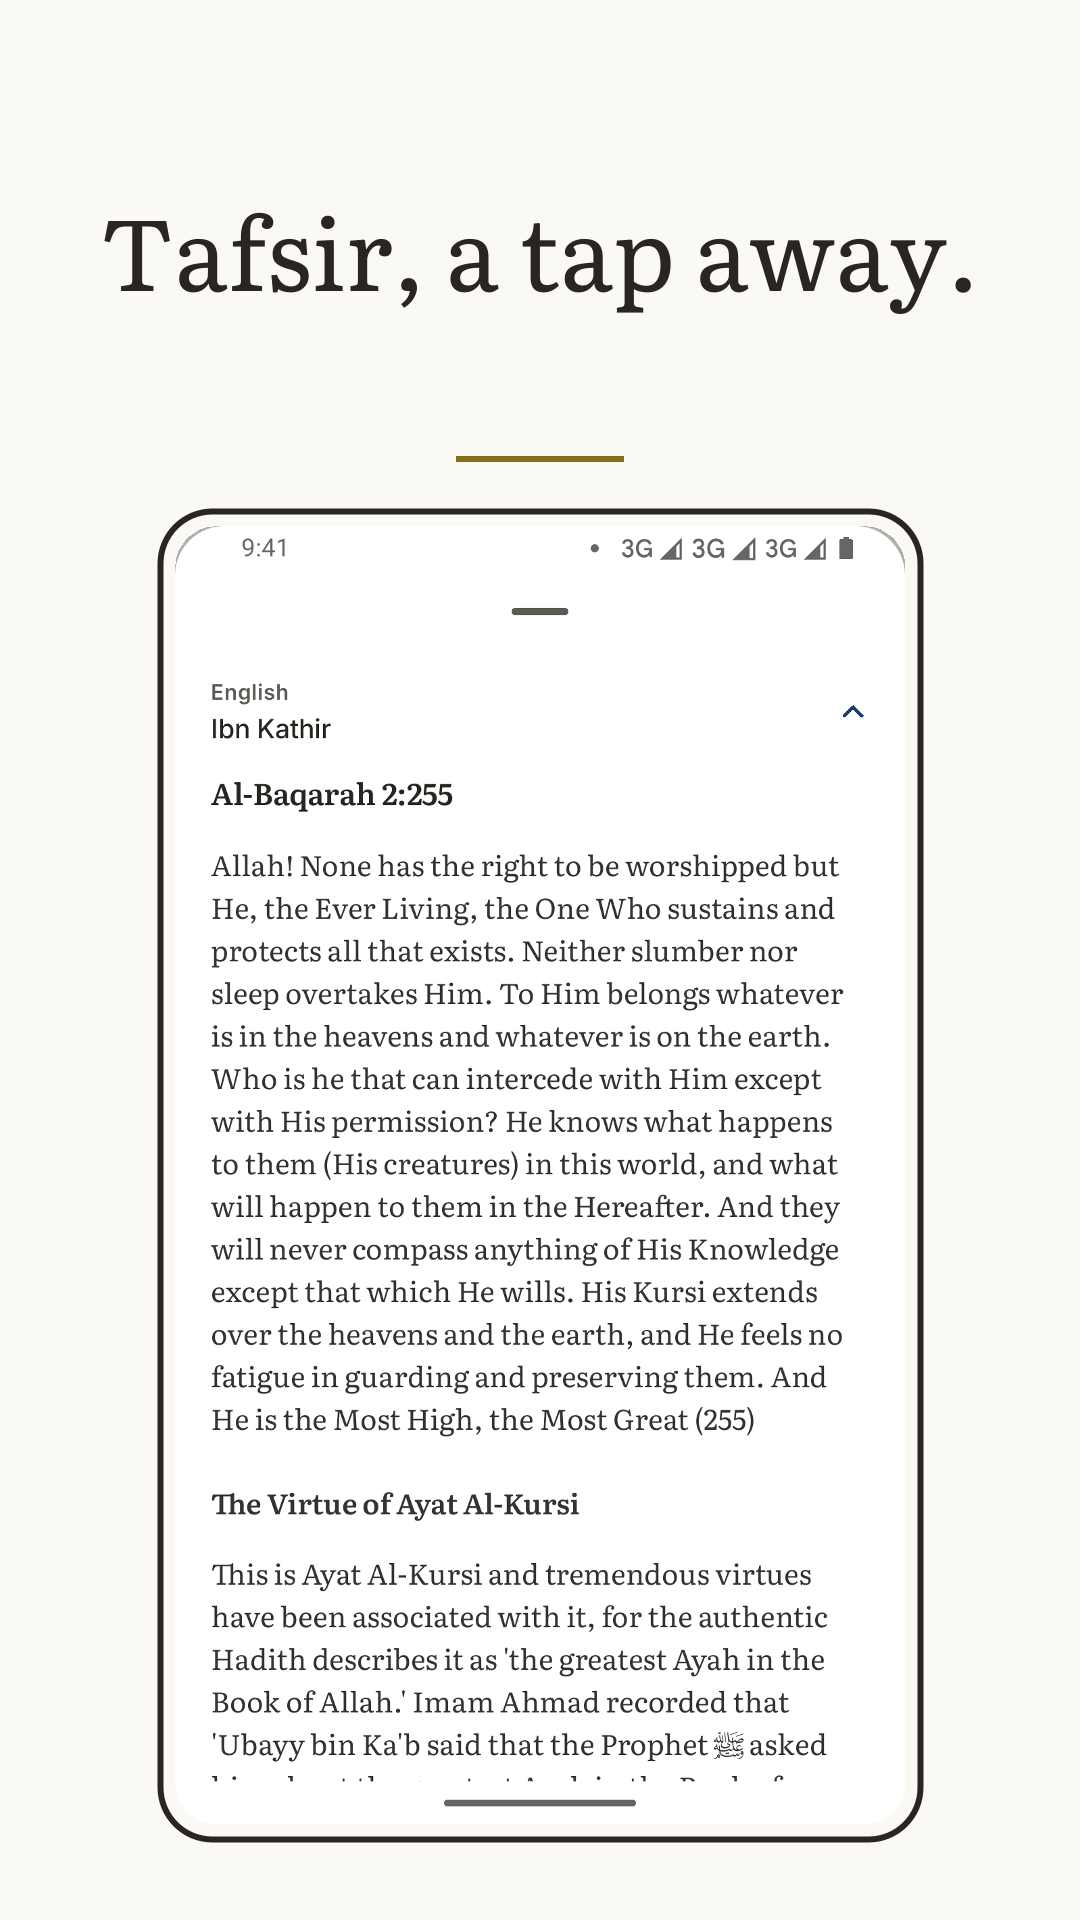 Tafsir, a tap away.
9:41 3G 3G 3G
English
Ibn Kathir
Al-Baqarah 2:255
Allah! None has the right to be worshipped but
He, the Ever Living, the One Who sustains and
protects all that exists. Neither slumber nor
sleep overtakes Him. To Him belongs whatever
is in the heavens and whatever is on the earth.
Who is he that can intercede with Him except
with His permission? He knows what happens
to them (His creatures) in this world, and what
will happen to them in the Hereafter. And they
will never compass anything of His Knowledge
except that which He wills. His Kursi extends
over the heavens and the earth, and He feels no
fatigue in guarding and preserving them. And
He is the Most High, the Most Great (255)
The Virtue of Ayat Al-Kursi
This is Ayat Al-Kursi and tremendous virtues
have been associated with it, for the authentic
Hadith describes it as 'the greatest Ayah in the
Book of Allah.' Imam Ahmad recorded that
'Ubayy bin Ka'b said that the Prophet ﷺ asked